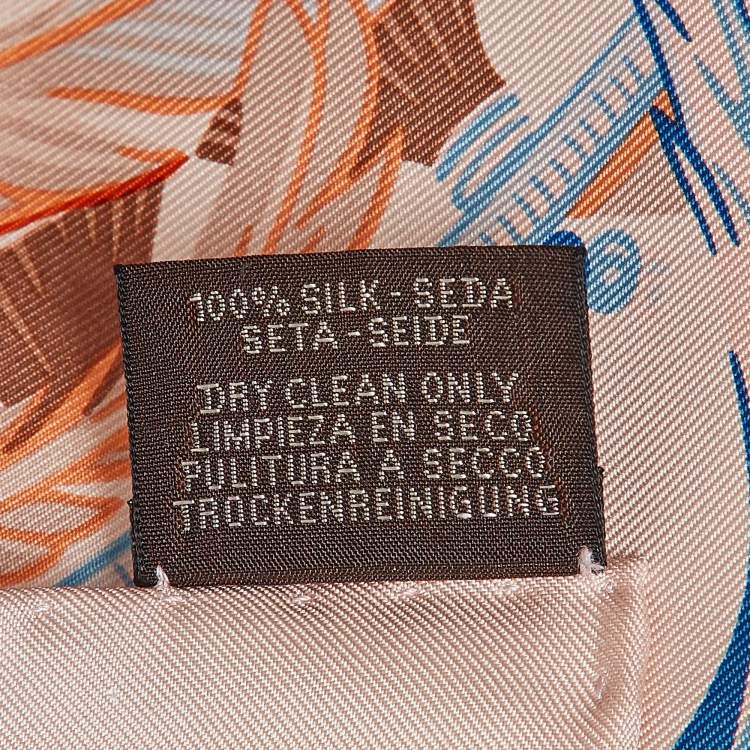 100% SILK - SEDA
SETA - SEIDE
DRY CLEAN ONLY
LIMPIEZA EN SECO
PULITURA A SECCO
TROCKENREINIGUNG